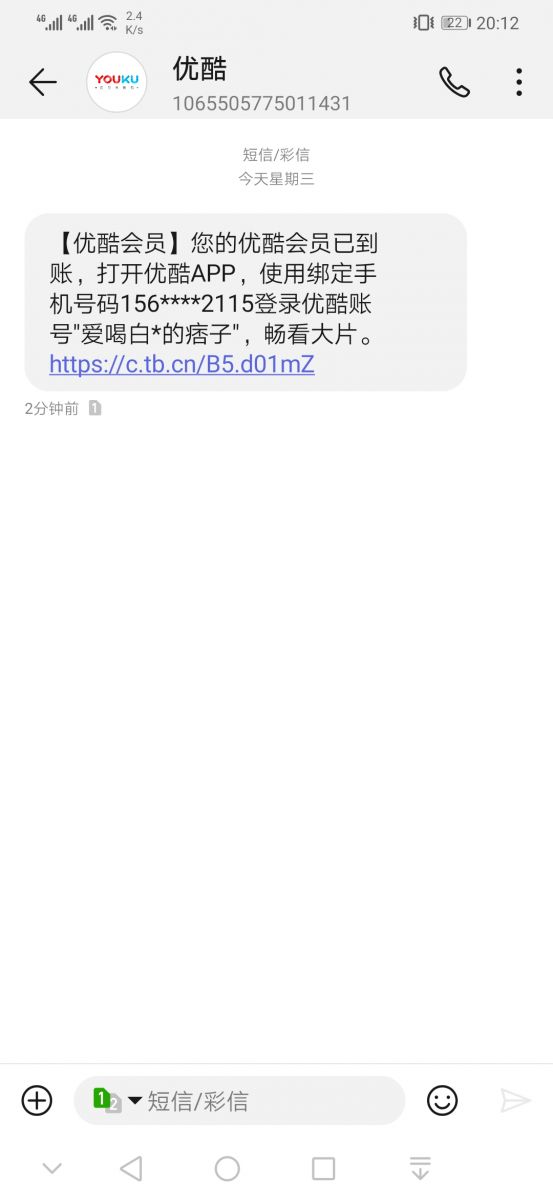 4G 4G 2.4 K/s 22 20:12
YOUKU
优酷
1065505775011431
短信/彩信
今天星期三
【优酷会员】您的优酷会员已到
账，打开优酷APP，使用绑定手
机号码156****2115登录优酷账
号"爱喝白*的痞子"，畅看大片。
https://c.tb.cn/B5.d01mZ
2分钟前 1
1 2 短信/彩信